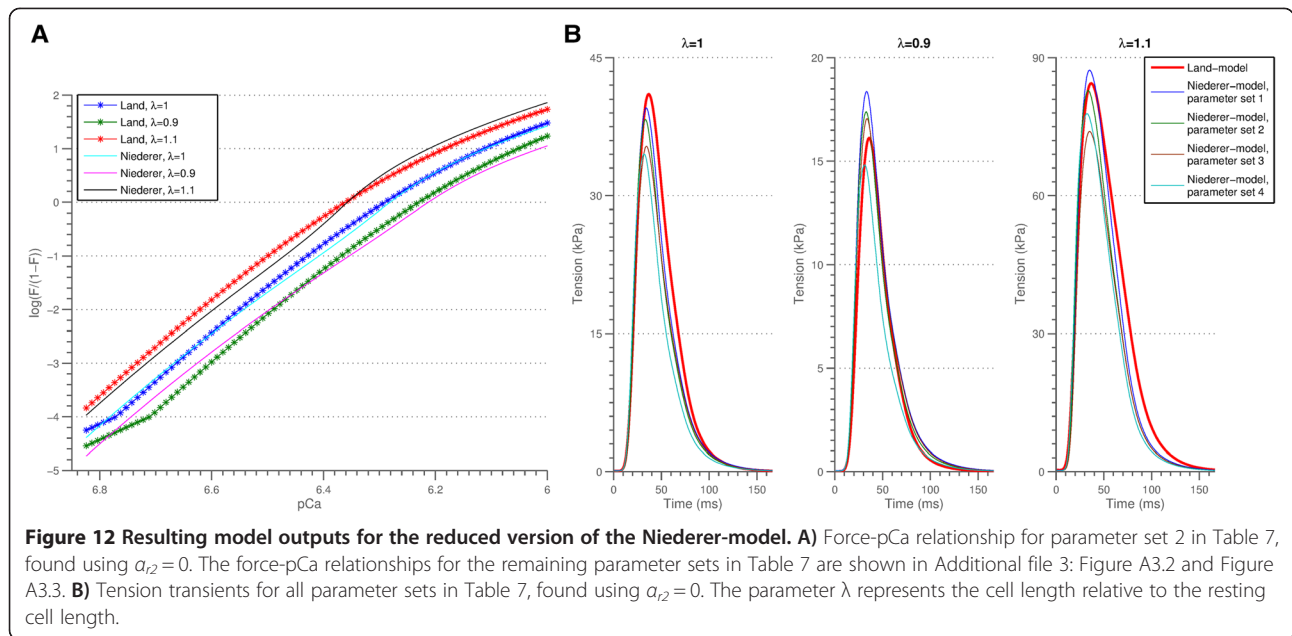 A
2
1
0
−1
−2
−3
−4
−5
log(F/(1−F))
6.8
6.6
6.4
6.2
6
pCa
Land, λ=1
Land, λ=0.9
Land, λ=1.1
Niederer, λ=1
Niederer, λ=0.9
Niederer, λ=1.1
B
λ=1
45
30
15
0
Tension (kPa)
0
50
100
150
Time (ms)
λ=0.9
20
15
10
5
0
Tension (kPa)
0
50
100
150
Time (ms)
λ=1.1
90
60
30
0
Tension (kPa)
0
50
100
150
Time (ms)
Land−model
Niederer−model,
parameter set 1
Niederer−model,
parameter set 2
Niederer−model,
parameter set 3
Niederer−model,
parameter set 4
Figure 12 Resulting model outputs for the reduced version of the Niederer-model. A) Force-pCa relationship for parameter set 2 in Table 7,
found using αr2 = 0. The force-pCa relationships for the remaining parameter sets in Table 7 are shown in Additional file 3: Figure A3.2 and Figure
A3.3. B) Tension transients for all parameter sets in Table 7, found using αr2 = 0. The parameter λ represents the cell length relative to the resting
cell length.